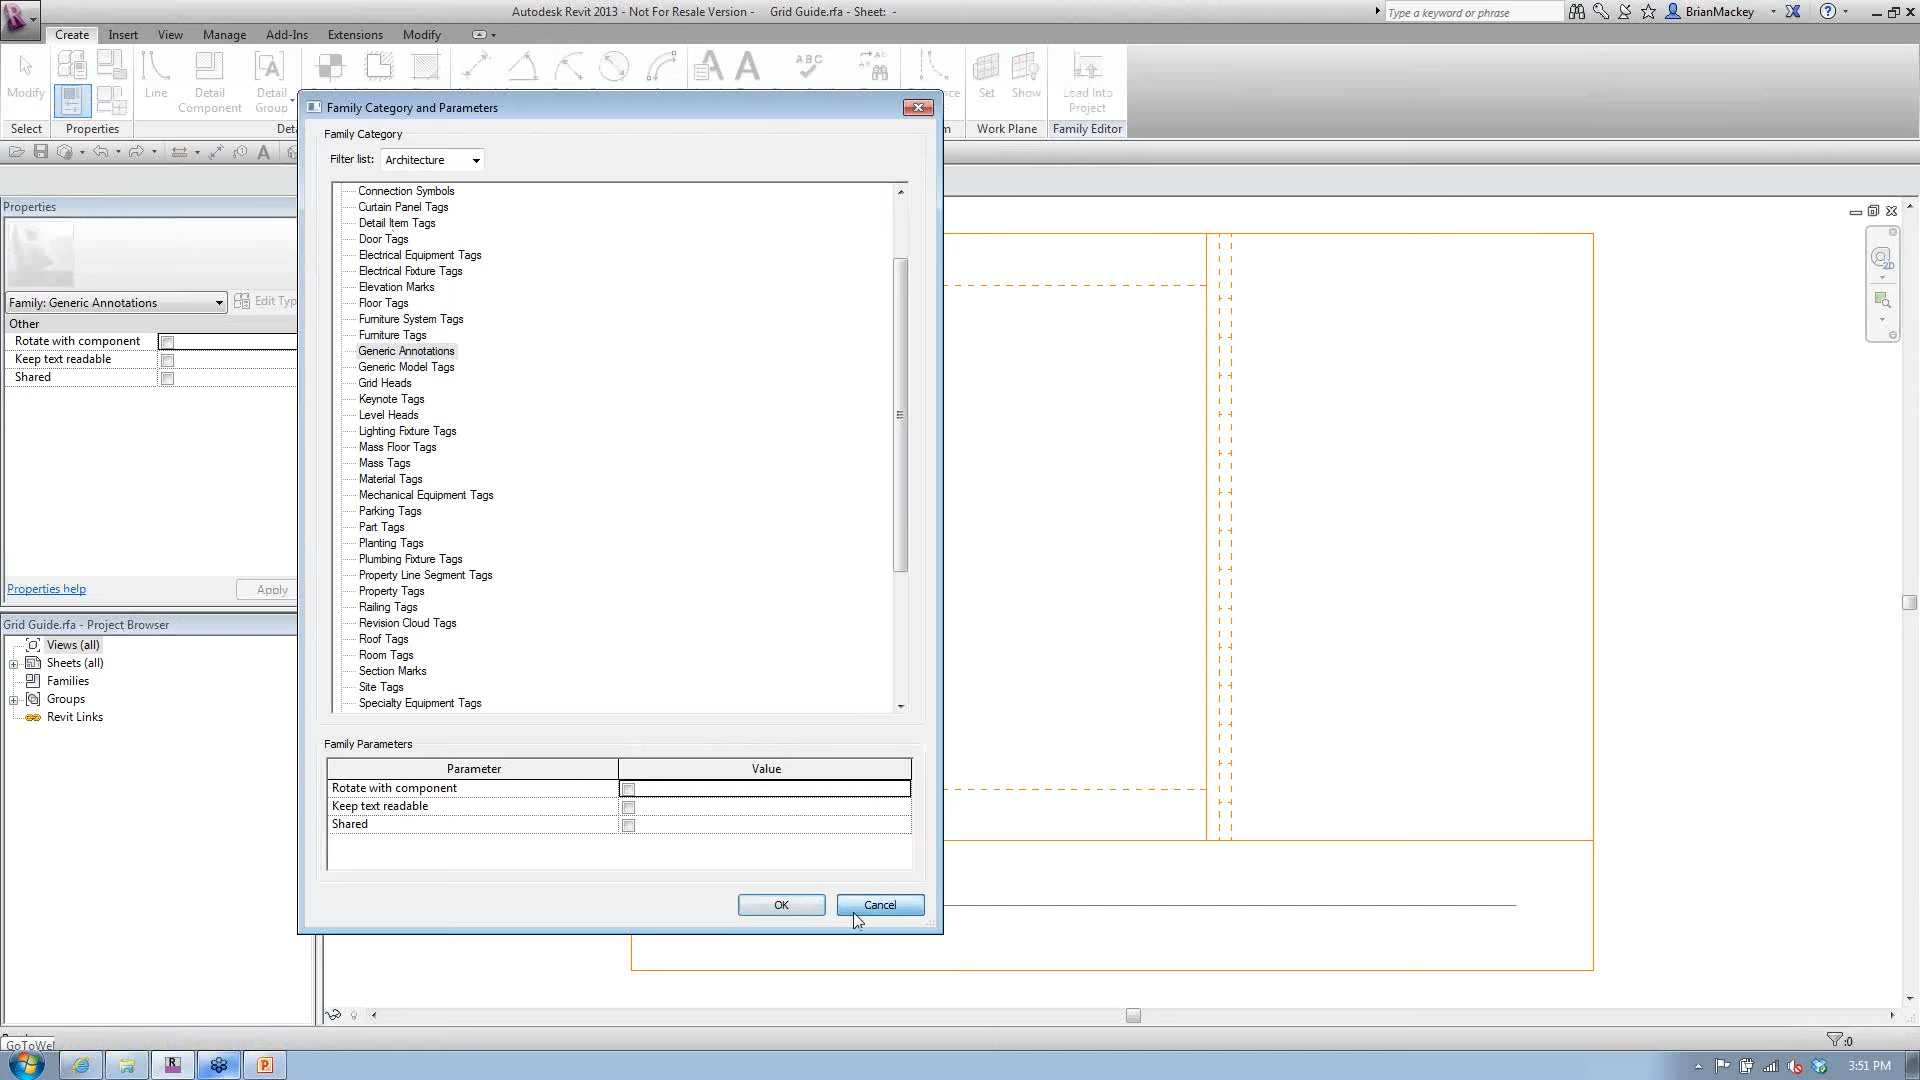 Autodesk Revit 2013 - Not For Resale Version -    Grid Guide.rfa - Sheet:  -
Type a keyword or phrase
BrianMackey
Create Insert View Manage Add-Ins Extensions Modify
Modify
Line
Detail Component
Detail Group
Set
Show
Load Into Project
Select
Properties
Work Plane
Family Editor
Family Category and Parameters
Family Category
Filter list: Architecture
Connection Symbols
Curtain Panel Tags
Detail Item Tags
Door Tags
Electrical Equipment Tags
Electrical Fixture Tags
Elevation Marks
Floor Tags
Furniture System Tags
Furniture Tags
Generic Annotations
Generic Model Tags
Grid Heads
Keynote Tags
Level Heads
Lighting Fixture Tags
Mass Floor Tags
Mass Tags
Material Tags
Mechanical Equipment Tags
Parking Tags
Part Tags
Planting Tags
Plumbing Fixture Tags
Property Line Segment Tags
Property Tags
Railing Tags
Revision Cloud Tags
Roof Tags
Room Tags
Section Marks
Site Tags
Specialty Equipment Tags
Family Parameters
Parameter Value
Rotate with component
Keep text readable
Shared
OK Cancel
Properties
Family: Generic Annotations
Edit Typ
Other
Rotate with component
Keep text readable
Shared
Properties help
Apply
Grid Guide.rfa - Project Browser
Views (all)
Sheets (all)
Families
Groups
Revit Links
GoToWel
:0
3:51 PM